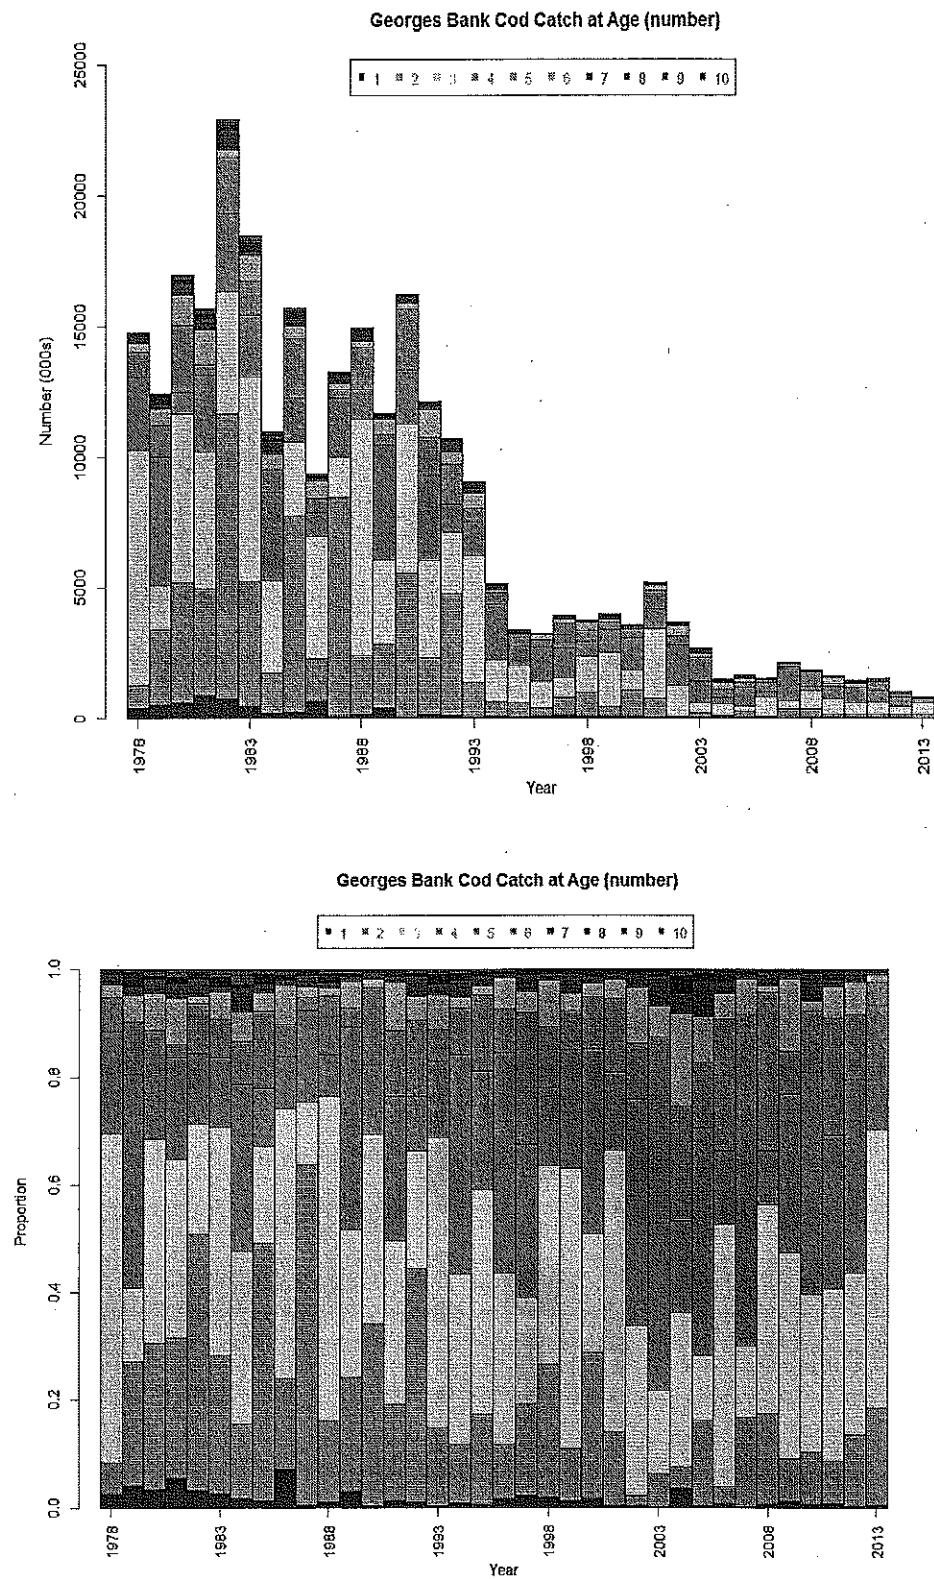 Georges Bank Cod Catch at Age (number)
1 2 3 4 5 6 7 8 9 10
25000
20000
15000
10000
5000
0
Number (000s)
1978 1983 1988 1993 1998 2003 2008 2013
Year
Georges Bank Cod Catch at Age (number)
1 2 3 4 5 6 7 8 9 10
1.0
0.8
0.6
0.4
0.2
0.0
Proportion
1978 1983 1988 1993 1998 2003 2008 2013
Year